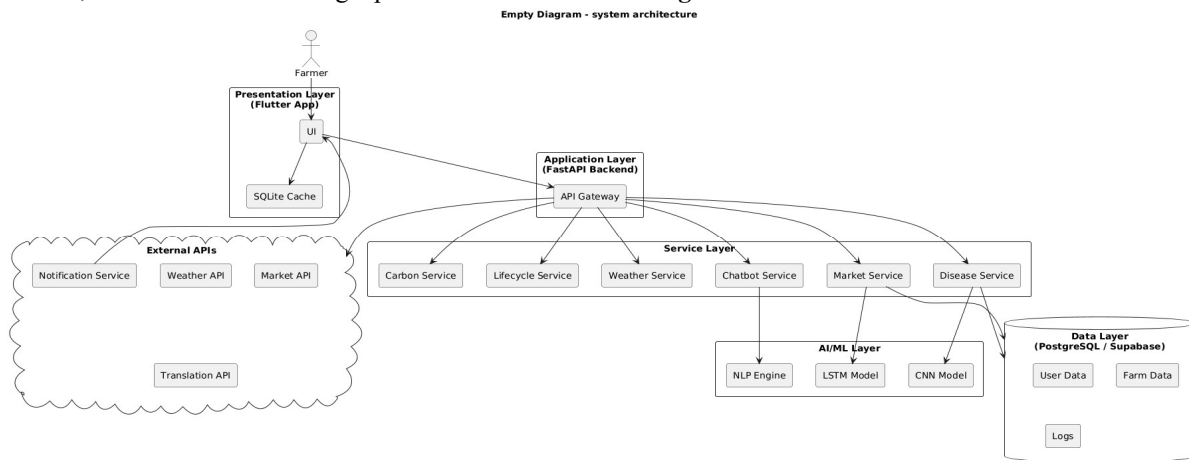 Empty Diagram - system architecture
Farmer
Presentation Layer
(Flutter App)
UI
SQLite Cache
Application Layer
(FastAPI Backend)
API Gateway
External APIs
Notification Service
Weather API
Market API
Translation API
Service Layer
Carbon Service
Lifecycle Service
Weather Service
Chatbot Service
Market Service
Disease Service
AI/ML Layer
NLP Engine
LSTM Model
CNN Model
Data Layer
(PostgreSQL / Supabase)
User Data
Farm Data
Logs